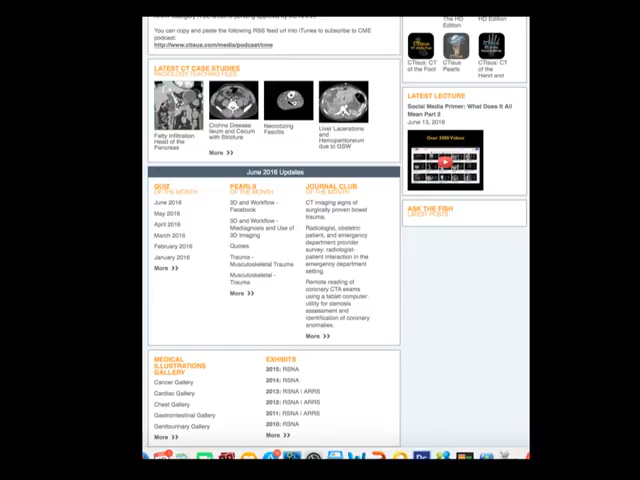 You can copy and paste the following RSS feed url into iTunes to subscribe to CME
podcast:
http://www.ctisus.com/media/podcast/cme
LATEST CT CASE STUDIES
RADIOLOGY TEACHING FILES
Fatty Infiltration
Head of the
Pancreas
Crohns Disease
Ileum and Cecum
with Stricture
Necrotizing
Fasciitis
Liver Lacerations
and
Hemoperitoneum
due to GSW
More
June 2016 Updates
QUIZ
OF THE MONTH
June 2016
May 2016
April 2016
March 2016
February 2016
January 2016
More
PEARLS
OF THE MONTH
3D and Workflow -
Facebook
3D and Workflow -
Misdiagnosis and Use of
3D Imaging
Quotes
Trauma -
Musculoskeletal Trauma
Musculoskeletal -
Trauma
More
JOURNAL CLUB
OF THE MONTH
CT imaging signs of
surgically proven bowel
trauma.
Radiologist, obstetric
patient, and emergency
department provider
survey: radiologist-
patient interaction in the
emergency department
setting.
Remote reading of
coronary CTA exams
using a tablet computer:
utility for stenosis
assessment and
identification of coronary
anomalies.
More
MEDICAL
ILLUSTRATIONS
GALLERY
Cancer Gallery
Cardiac Gallery
Chest Gallery
Gastrointestinal Gallery
Genitourinary Gallery
More
EXHIBITS
2015: RSNA
2014: RSNA
2013: RSNA | ARRS
2012: RSNA | ARRS
2011: RSNA | ARRS
2010: RSNA
More
The HD
Edition
HD Edition
CTisus: CT
of the Foot
CTisus
Pearls
CTisus: CT
of the
Hand and
LATEST LECTURE
Social Media Primer: What Does It All
Mean Part 2
June 13, 2016
Over 3000 Videos
ASK THE FISH
LATEST POSTS